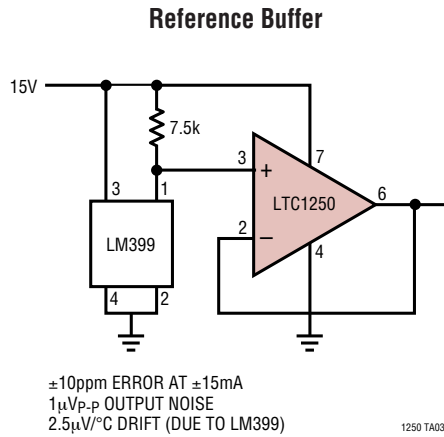 Reference Buffer
15V
7.5k
3
1
3
+
7
LTC1250
6
2
–
4
LM399
4
2
±10ppm ERROR AT ±15mA
1µVP-P OUTPUT NOISE
2.5µV/°C DRIFT (DUE TO LM399)
1250 TA03